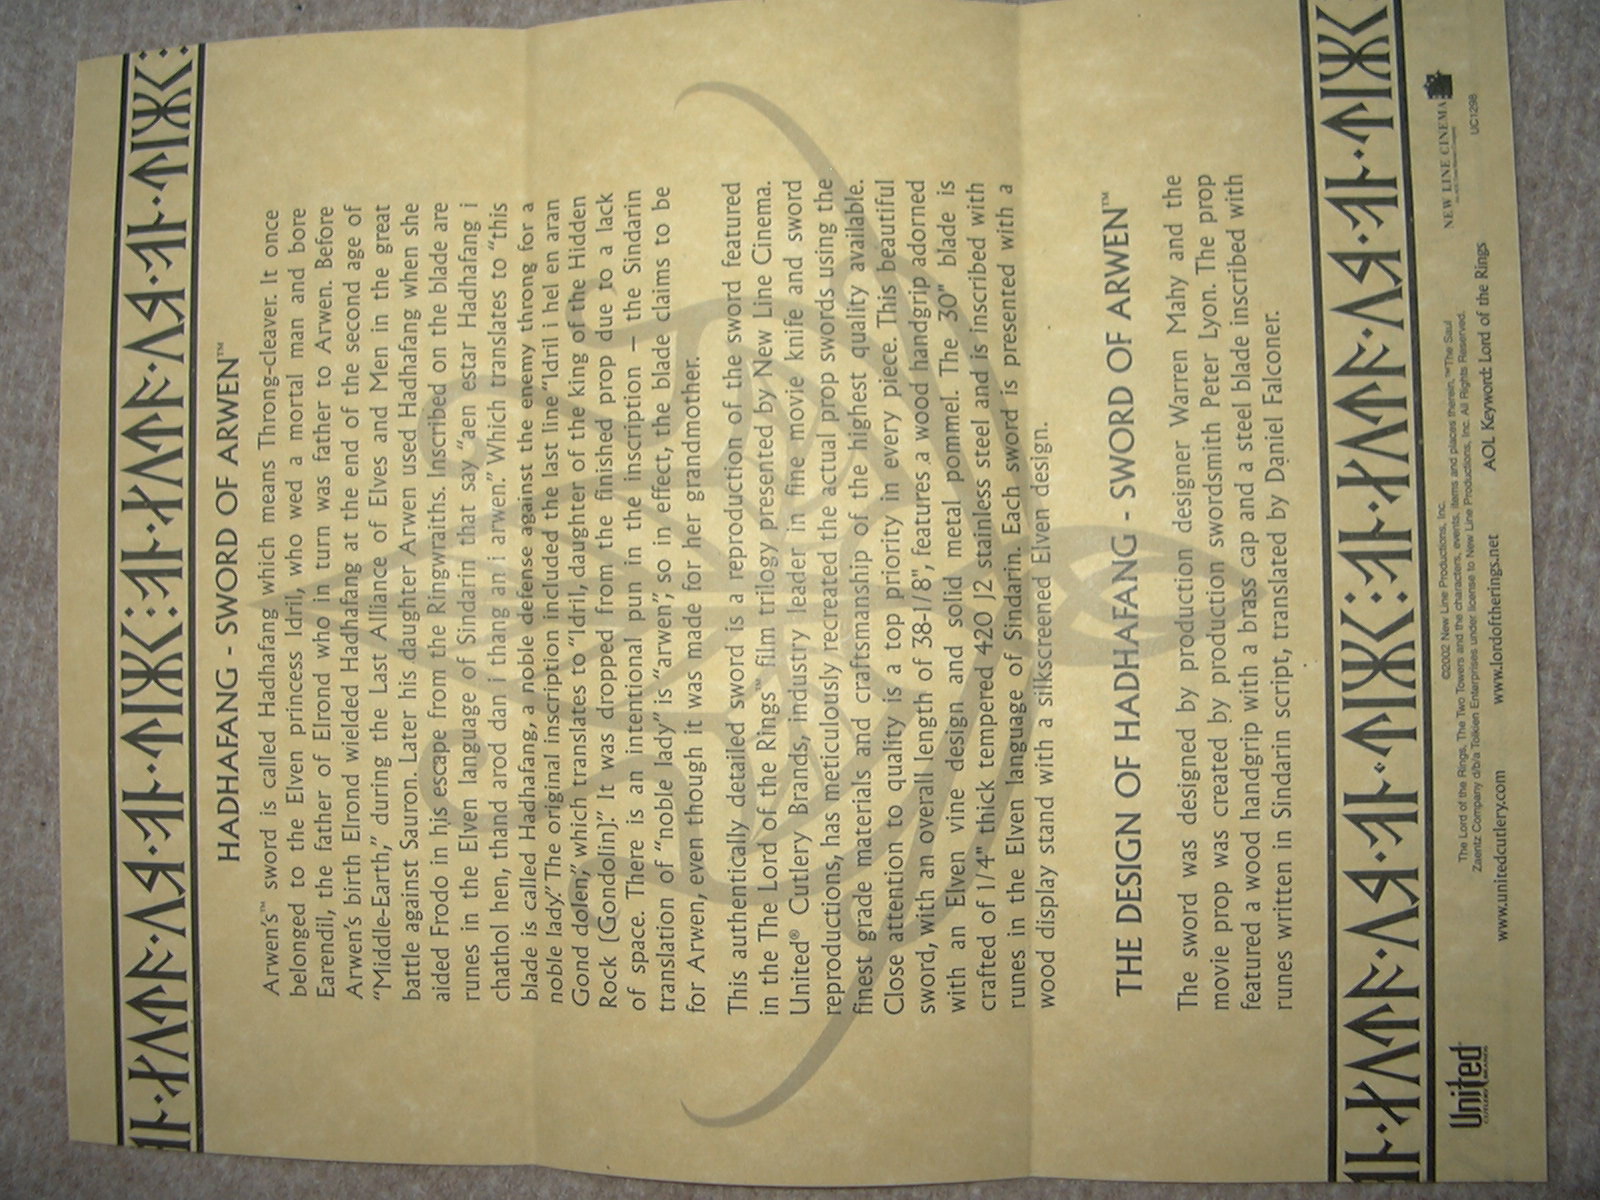 HADHAFANG - SWORD OF ARWEN™
Arwen's™ sword is called Hadhafang which means Throng-cleaver. It once
belonged to the Elven princess Idril, who wed a mortal man and bore
Earendil, the father of Elrond who in turn was father to Arwen. Before
Arwen's birth Elrond wielded Hadhafang at the end of the second age of
"Middle-Earth," during the Last Alliance of Elves and Men in the great
battle against Sauron. Later his daughter Arwen used Hadhafang when she
aided Frodo in his escape from the Ringwraiths. Inscribed on the blade are
runes in the Elven language of Sindarin that say "aen estar Hadhafang i
chathol hen, thand arod dan i thang an i arwen." Which translates to "this
blade is called Hadhafang, a noble defense against the enemy throng for a
noble lady." The original inscription included the last line "Idril i hel en aran
Gond dolen," which translates to "Idril, daughter of the king of the Hidden
Rock [Gondolin]." It was dropped from the finished prop due to a lack
of space. There is an intentional pun in the inscription – the Sindarin
translation of "noble lady" is "arwen", so in effect, the blade claims to be
for Arwen, even though it was made for her grandmother.
This authentically detailed sword is a reproduction of the sword featured
in the The Lord of the Rings™ film trilogy presented by New Line Cinema.
United® Cutlery Brands, industry leader in fine movie knife and sword
reproductions, has meticulously recreated the actual prop swords using the
finest grade materials and craftsmanship of the highest quality available.
Close attention to quality is a top priority in every piece. This beautiful
sword, with an overall length of 38-1/8", features a wood handgrip adorned
with an Elven vine design and solid metal pommel. The 30" blade is
crafted of 1/4" thick tempered 420 J2 stainless steel and is inscribed with
runes in the Elven language of Sindarin. Each sword is presented with a
wood display stand with a silkscreened Elven design.
THE DESIGN OF HADHAFANG - SWORD OF ARWEN™
The sword was designed by production designer Warren Mahy and the
movie prop was created by production swordsmith Peter Lyon. The prop
featured a wood handgrip with a brass cap and a steel blade inscribed with
runes written in Sindarin script, translated by Daniel Falconer.
United
CUTLERY BRANDS
©2002 New Line Productions, Inc.
The Lord of the Rings, The Two Towers and the characters, events, items and places therein, ™The Saul
Zaentz Company d/b/a Tolkien Enterprises under license to New Line Productions, Inc. All Rights Reserved.
www.unitedcutlery.com www.lordoftherings.net AOL Keyword: Lord of the Rings
NEW LINE CINEMA
UC1298